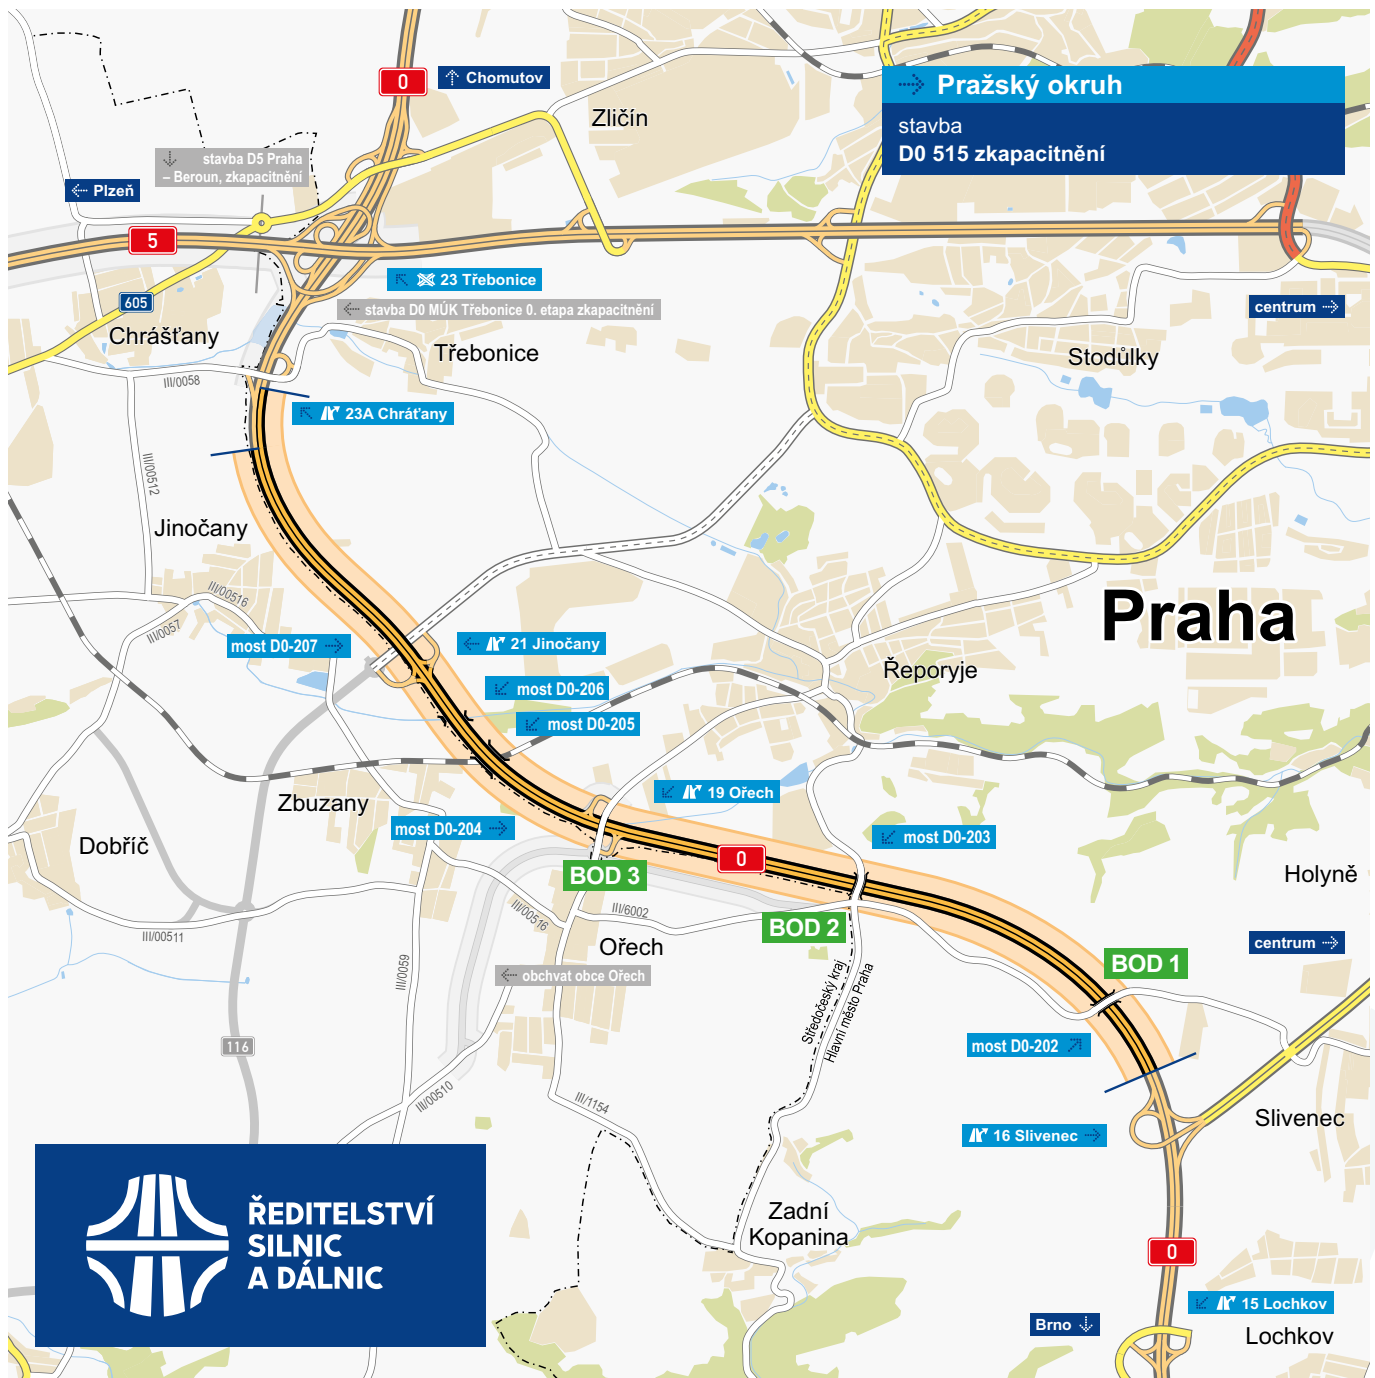 0
Chomutov
Zličín
Pražský okruh
stavba
D0 515 zkapacitnění
stavba D5 Praha
– Beroun, zkapacitnění
Plzeň
5
23 Třebonice
605
stavba D0 MÚK Třebonice 0. etapa zkapacitnění
centrum
Chrášťany
Třebonice
Stodůlky
III/0058
23A Chráťany
III/00512
Jinočany
III/00516
Praha
III/0057
most D0-207
21 Jinočany
Řeporyje
most D0-206
most D0-205
19 Ořech
Zbuzany
most D0-204
most D0-203
Dobříč
0
BOD 3
Holyně
III/00516
III/6002
BOD 2
III/00511
Ořech
centrum
BOD 1
III/0059
obchvat obce Ořech
Středočeský kraj
Hlavní město Praha
116
most D0-202
III/00510
III/1154
Slivenec
16 Slivenec
ŘEDITELSTVÍ
SILNIC
A DÁLNIC
Zadní
Kopanina
0
15 Lochkov
Brno
Lochkov